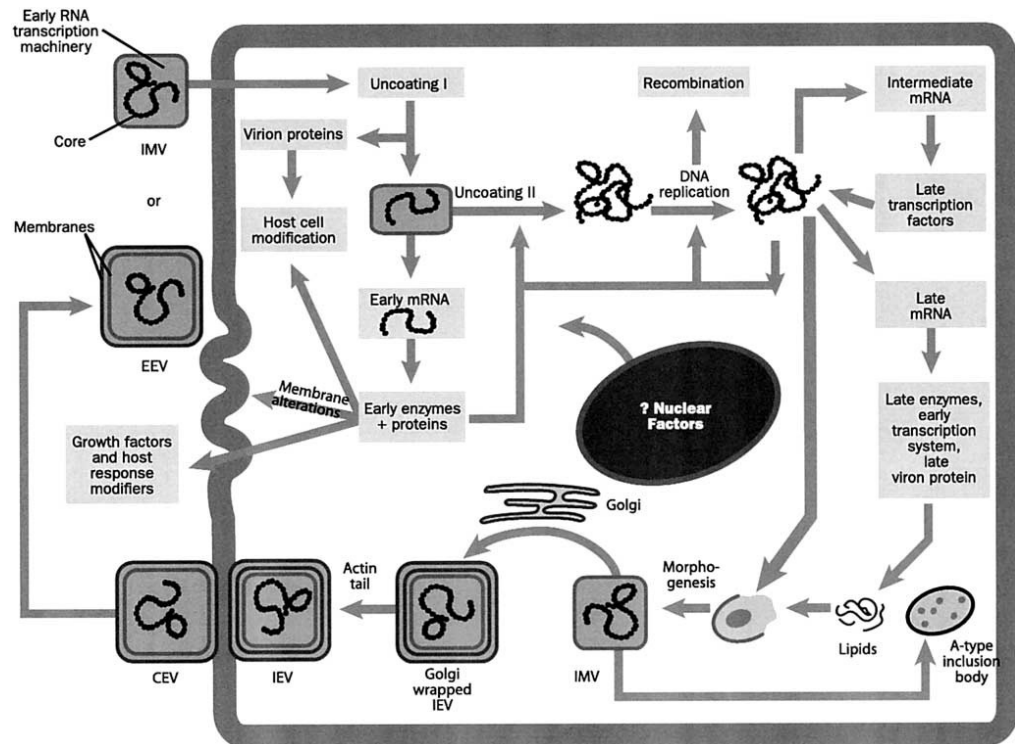 Early RNA
transcription
machinery
Core
IMV
or
Membranes
EEV
Uncoating I
Virion proteins
Host cell
modification
Uncoating II
Early mRNA
Early enzymes
+ proteins
Membrane
alterations
Growth factors
and host
response
modifiers
Recombination
DNA
replication
Intermediate
mRNA
Late
transcription
factors
Late
mRNA
Late enzymes,
early
transcription
system,
late
viron protein
? Nuclear
Factors
Golgi
Actin
tail
Morpho-
genesis
CEV
IEV
Golgi
wrapped
IEV
IMV
Lipids
A-type
inclusion
body